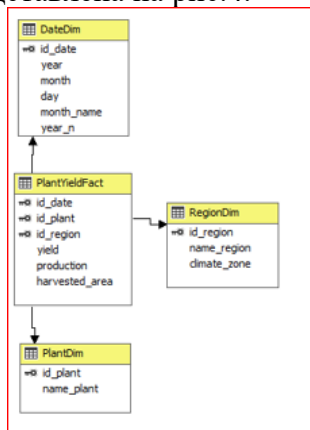 DateDim
id_date
year
month
day
month_name
year_n
PlantYieldFact
id_date
id_plant
id_region
yield
production
harvested_area
RegionDim
id_region
name_region
climate_zone
PlantDim
id_plant
name_plant